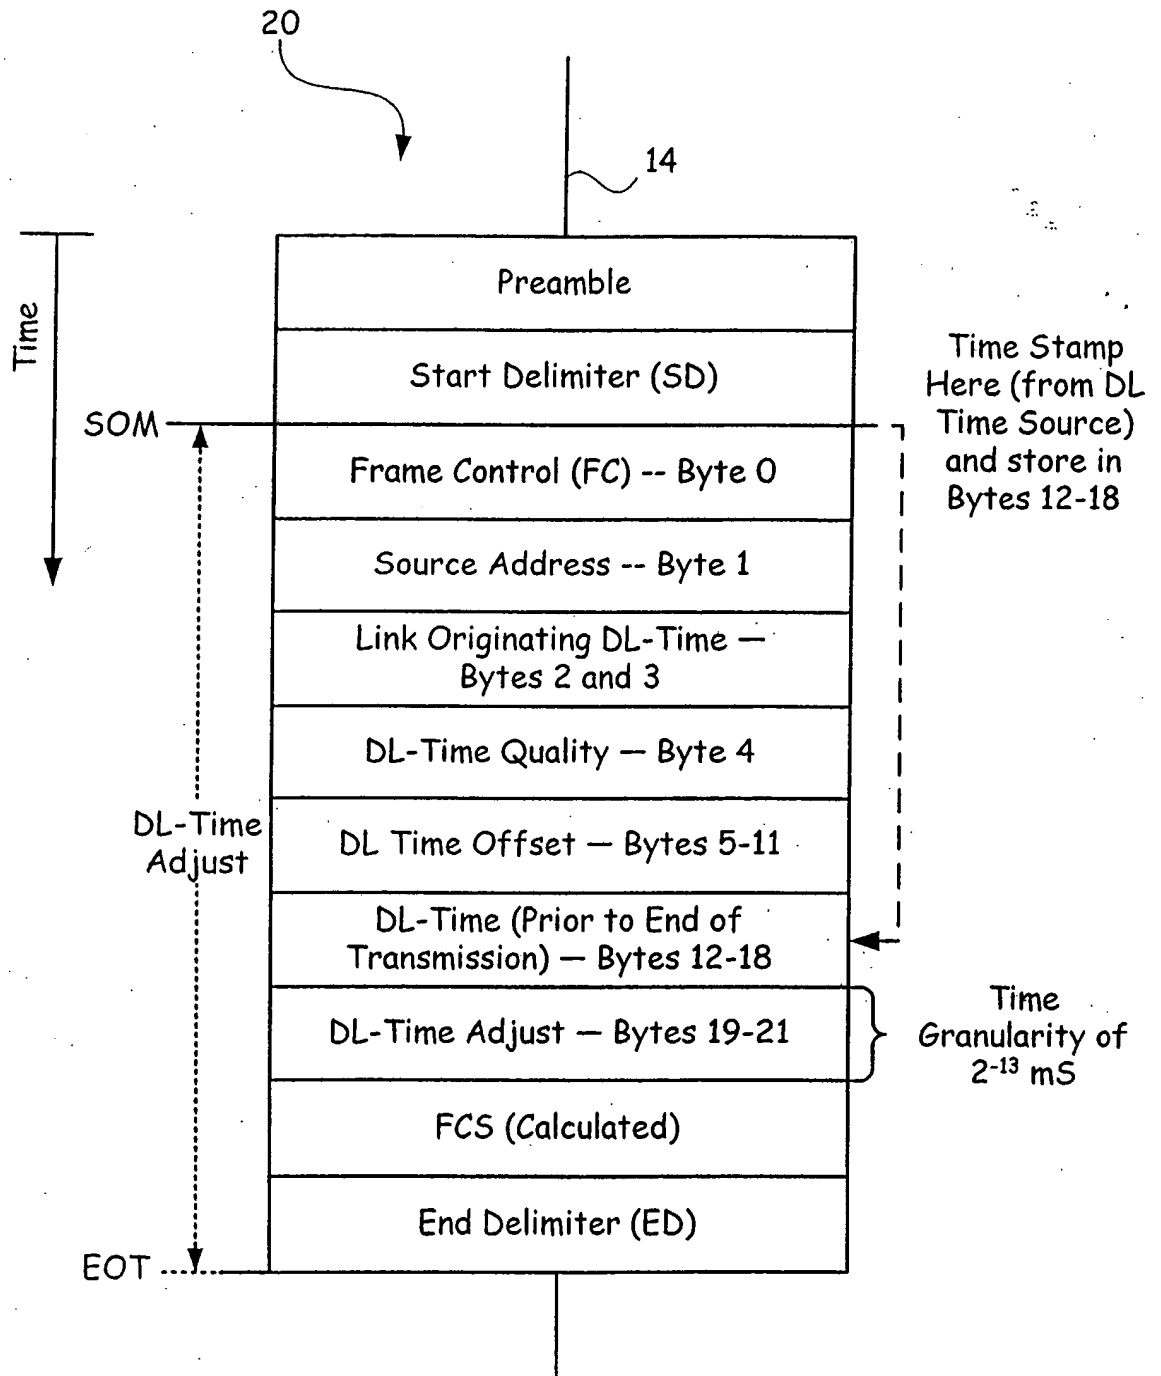 20
14
Preamble
Time
Start Delimiter (SD)
Time Stamp
Here (from DL
Time Source)
and store in
Bytes 12-18
SOM
Frame Control (FC) -- Byte 0
Source Address -- Byte 1
Link Originating DL-Time —
Bytes 2 and 3
DL-Time Quality — Byte 4
DL-Time
Adjust
DL Time Offset — Bytes 5-11
DL-Time (Prior to End of
Transmission) — Bytes 12-18
DL-Time Adjust — Bytes 19-21
Time
Granularity of
2⁻¹³ mS
FCS (Calculated)
End Delimiter (ED)
EOT